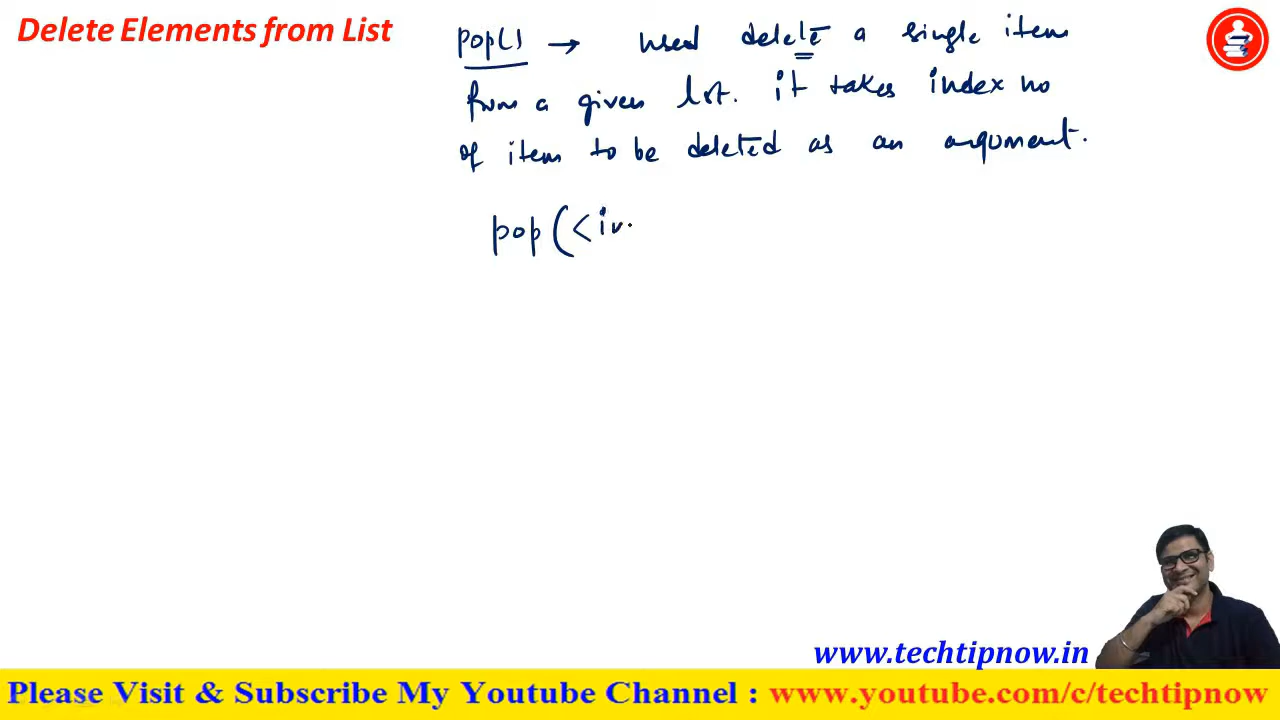 Delete Elements from List
pop() → used delete a single item
from a given list. it takes index no
of item to be deleted as an argument.
pop(<in
www.techtipnow.in
Please Visit & Subscribe My Youtube Channel : www.youtube.com/c/techtipnow